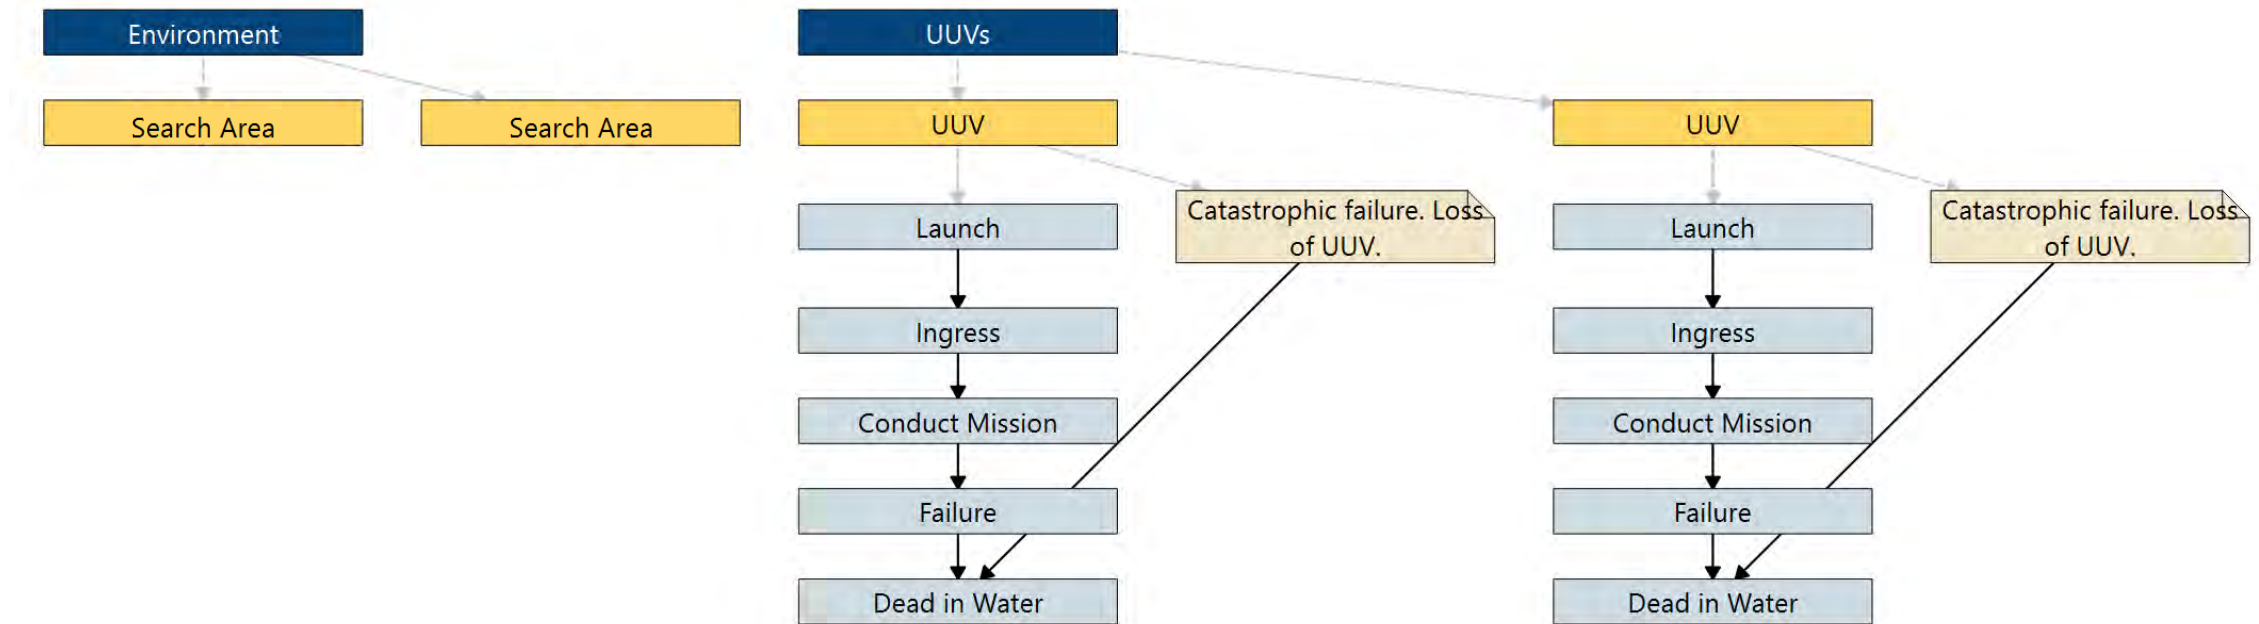 Environment
UUVs
Search Area
Search Area
UUV
UUV
Launch
Catastrophic failure. Loss
of UUV.
Launch
Catastrophic failure. Loss
of UUV.
Ingress
Ingress
Conduct Mission
Conduct Mission
Failure
Failure
Dead in Water
Dead in Water